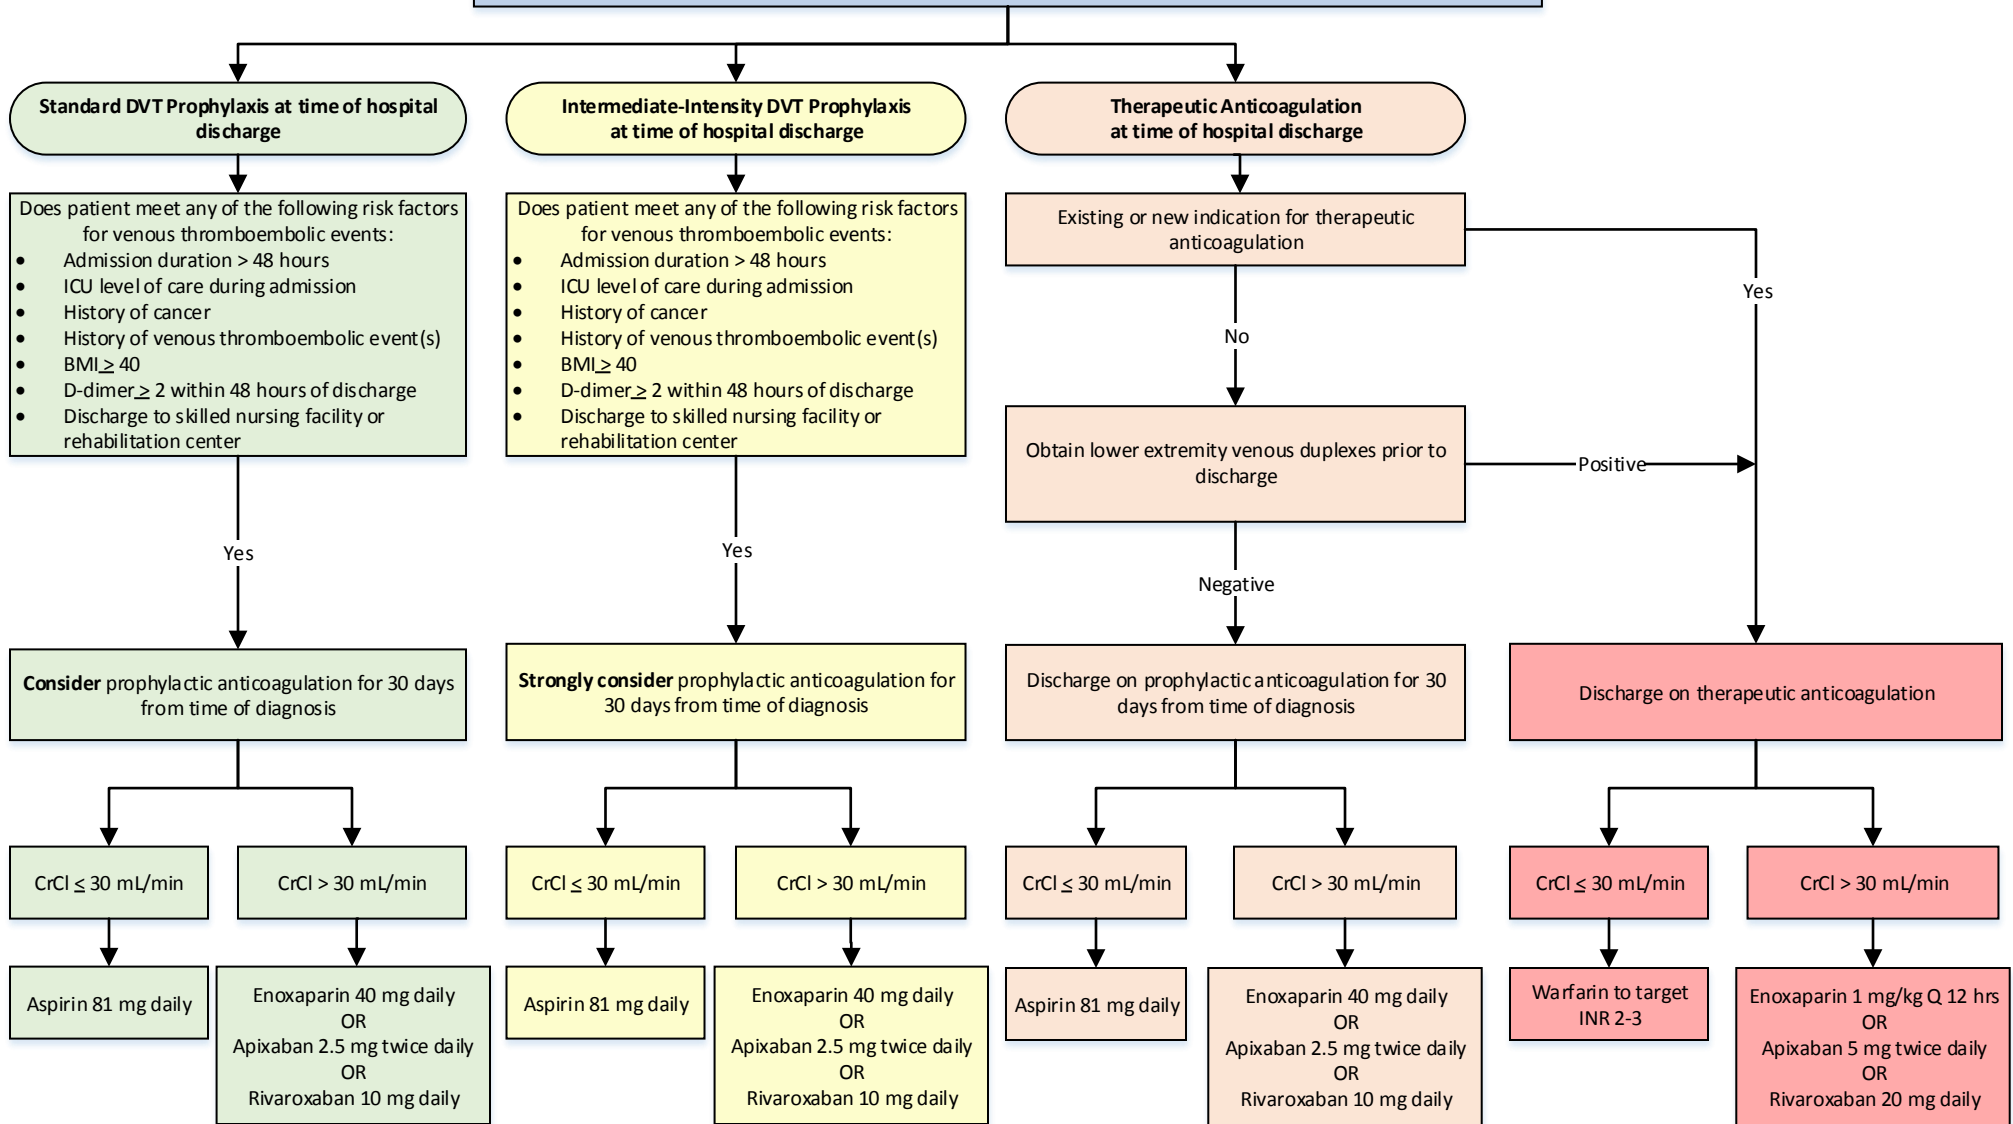 Standard DVT Prophylaxis at time of hospital
discharge
Intermediate-Intensity DVT Prophylaxis
at time of hospital discharge
Therapeutic Anticoagulation
at time of hospital discharge
Does patient meet any of the following risk factors
for venous thromboembolic events:
• Admission duration > 48 hours
• ICU level of care during admission
• History of cancer
• History of venous thromboembolic event(s)
• BMI ≥ 40
• D-dimer ≥ 2 within 48 hours of discharge
• Discharge to skilled nursing facility or
rehabilitation center
Does patient meet any of the following risk factors
for venous thromboembolic events:
• Admission duration > 48 hours
• ICU level of care during admission
• History of cancer
• History of venous thromboembolic event(s)
• BMI ≥ 40
• D-dimer ≥ 2 within 48 hours of discharge
• Discharge to skilled nursing facility or
rehabilitation center
Existing or new indication for therapeutic
anticoagulation
Yes
No
Obtain lower extremity venous duplexes prior to
discharge
Positive
Yes
Yes
Negative
Consider prophylactic anticoagulation for 30 days
from time of diagnosis
Strongly consider prophylactic anticoagulation for
30 days from time of diagnosis
Discharge on prophylactic anticoagulation for 30
days from time of diagnosis
Discharge on therapeutic anticoagulation
CrCl ≤ 30 mL/min
CrCl > 30 mL/min
CrCl ≤ 30 mL/min
CrCl > 30 mL/min
CrCl ≤ 30 mL/min
CrCl > 30 mL/min
CrCl ≤ 30 mL/min
CrCl > 30 mL/min
Aspirin 81 mg daily
Enoxaparin 40 mg daily
OR
Apixaban 2.5 mg twice daily
OR
Rivaroxaban 10 mg daily
Aspirin 81 mg daily
Enoxaparin 40 mg daily
OR
Apixaban 2.5 mg twice daily
OR
Rivaroxaban 10 mg daily
Aspirin 81 mg daily
Enoxaparin 40 mg daily
OR
Apixaban 2.5 mg twice daily
OR
Rivaroxaban 10 mg daily
Warfarin to target
INR 2-3
Enoxaparin 1 mg/kg Q 12 hrs
OR
Apixaban 5 mg twice daily
OR
Rivaroxaban 20 mg daily